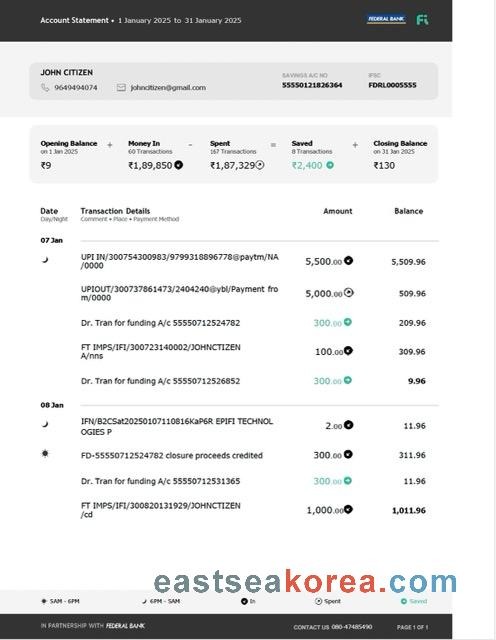 Account Statement • 1 January 2025 to 31 January 2025
FEDERAL BANK
Fi
JOHN CITIZEN
9649494074
johncitizen@gmail.com
SAVINGS A/C NO
55550121826364
IFSC
FDRL0005555
Opening Balance + Money In - Spent = Saved + Closing Balance
on 1 Jan 2025 60 Transactions 167 Transactions 8 Transactions on 31 Jan 2025
₹9 ₹1,89,850 ₹1,87,329 ₹2,400 ₹130
Date Transaction Details Amount Balance
Day/Night Comment • Place • Payment Method
07 Jan
UPI IN/300754300983/9799318896778@paytm/NA
/0000
5,500.00 5,509.96
UPIOUT/300737861473/2404240@ybl/Payment fro
m/0000
5,000.00 509.96
Dr. Tran for funding A/c 55550712524782 300.00 209.96
FT IMPS/IFI/300723140002/JOHNCTIZEN
A/nns
100.00 309.96
Dr. Tran for funding A/c 55550712526852 300.00 9.96
08 Jan
IFN/B2CSat20250107110816KaP6R EPIFI TECHNOL
OGIES P
2.00 11.96
FD-55550712524782 closure proceeds credited 300.00 311.96
Dr. Tran for funding A/c 55550712531365 300.00 11.96
FT IMPS/IFI/300820131929/JOHNCTIZEN
/cd
1,000.00 1,011.96
eastseakorea.com
5AM - 6PM 6PM - 5AM In Spent Saved
IN PARTNERSHIP WITH FEDERAL BANK CONTACT US 080-47485490 PAGE 1 OF 1